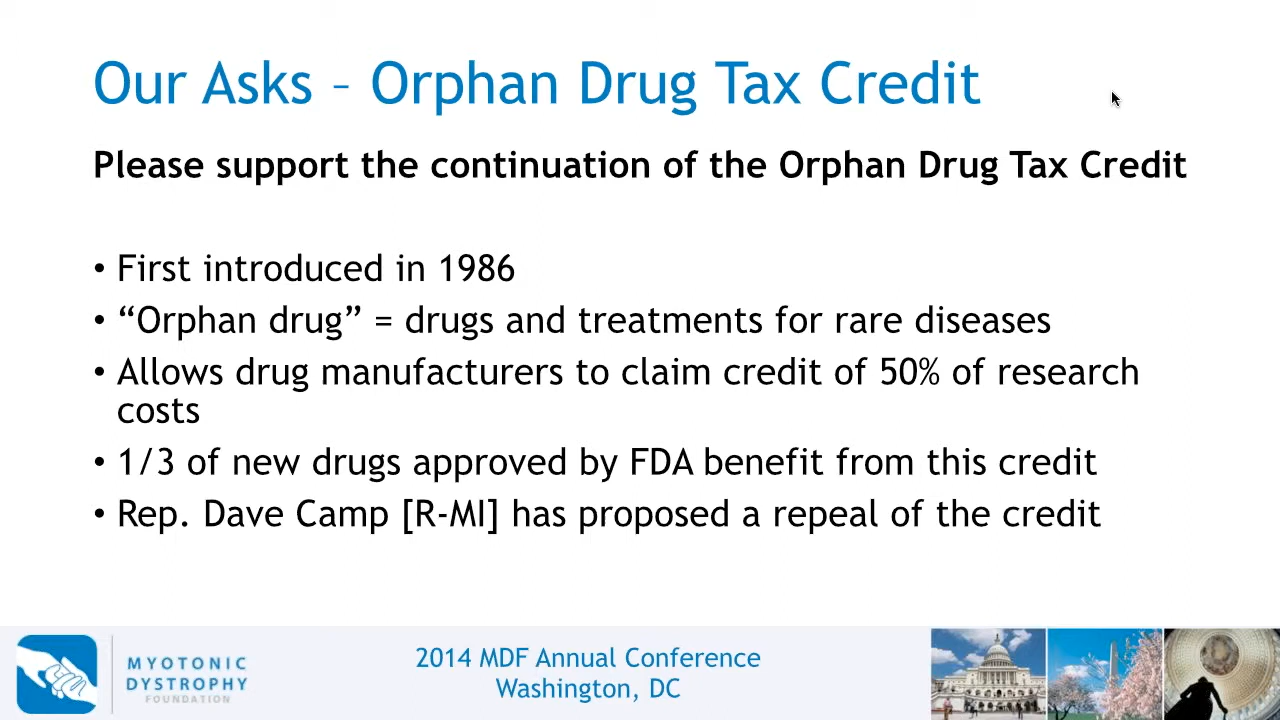 Our Asks – Orphan Drug Tax Credit
Please support the continuation of the Orphan Drug Tax Credit
• First introduced in 1986
• “Orphan drug” = drugs and treatments for rare diseases
• Allows drug manufacturers to claim credit of 50% of research
costs
• 1/3 of new drugs approved by FDA benefit from this credit
• Rep. Dave Camp [R-MI] has proposed a repeal of the credit
MYOTONIC
DYSTROPHY
FOUNDATION
2014 MDF Annual Conference
Washington, DC